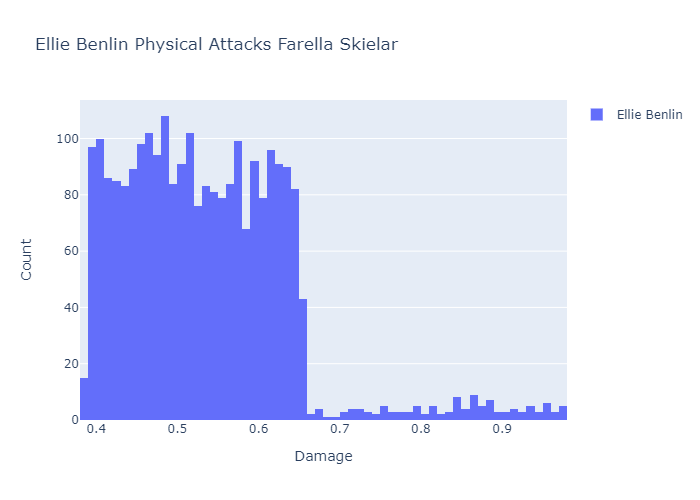 Ellie Benlin Physical Attacks Farella Skielar
Ellie Benlin
100
80
60
40
20
0
Count
0.4 0.5 0.6 0.7 0.8 0.9
Damage